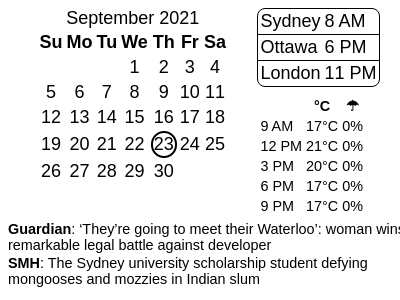 September 2021
Su Mo Tu We Th Fr Sa
1 2 3 4
5 6 7 8 9 10 11
12 13 14 15 16 17 18
19 20 21 22 23 24 25
26 27 28 29 30
Sydney 8 AM
Ottawa 6 PM
London 11 PM
°C ☂
9 AM 17°C 0%
12 PM 21°C 0%
3 PM 20°C 0%
6 PM 17°C 0%
9 PM 17°C 0%
Guardian: ‘They’re going to meet their Waterloo’: woman wins
remarkable legal battle against developer
SMH: The Sydney university scholarship student defying
mongooses and mozzies in Indian slum